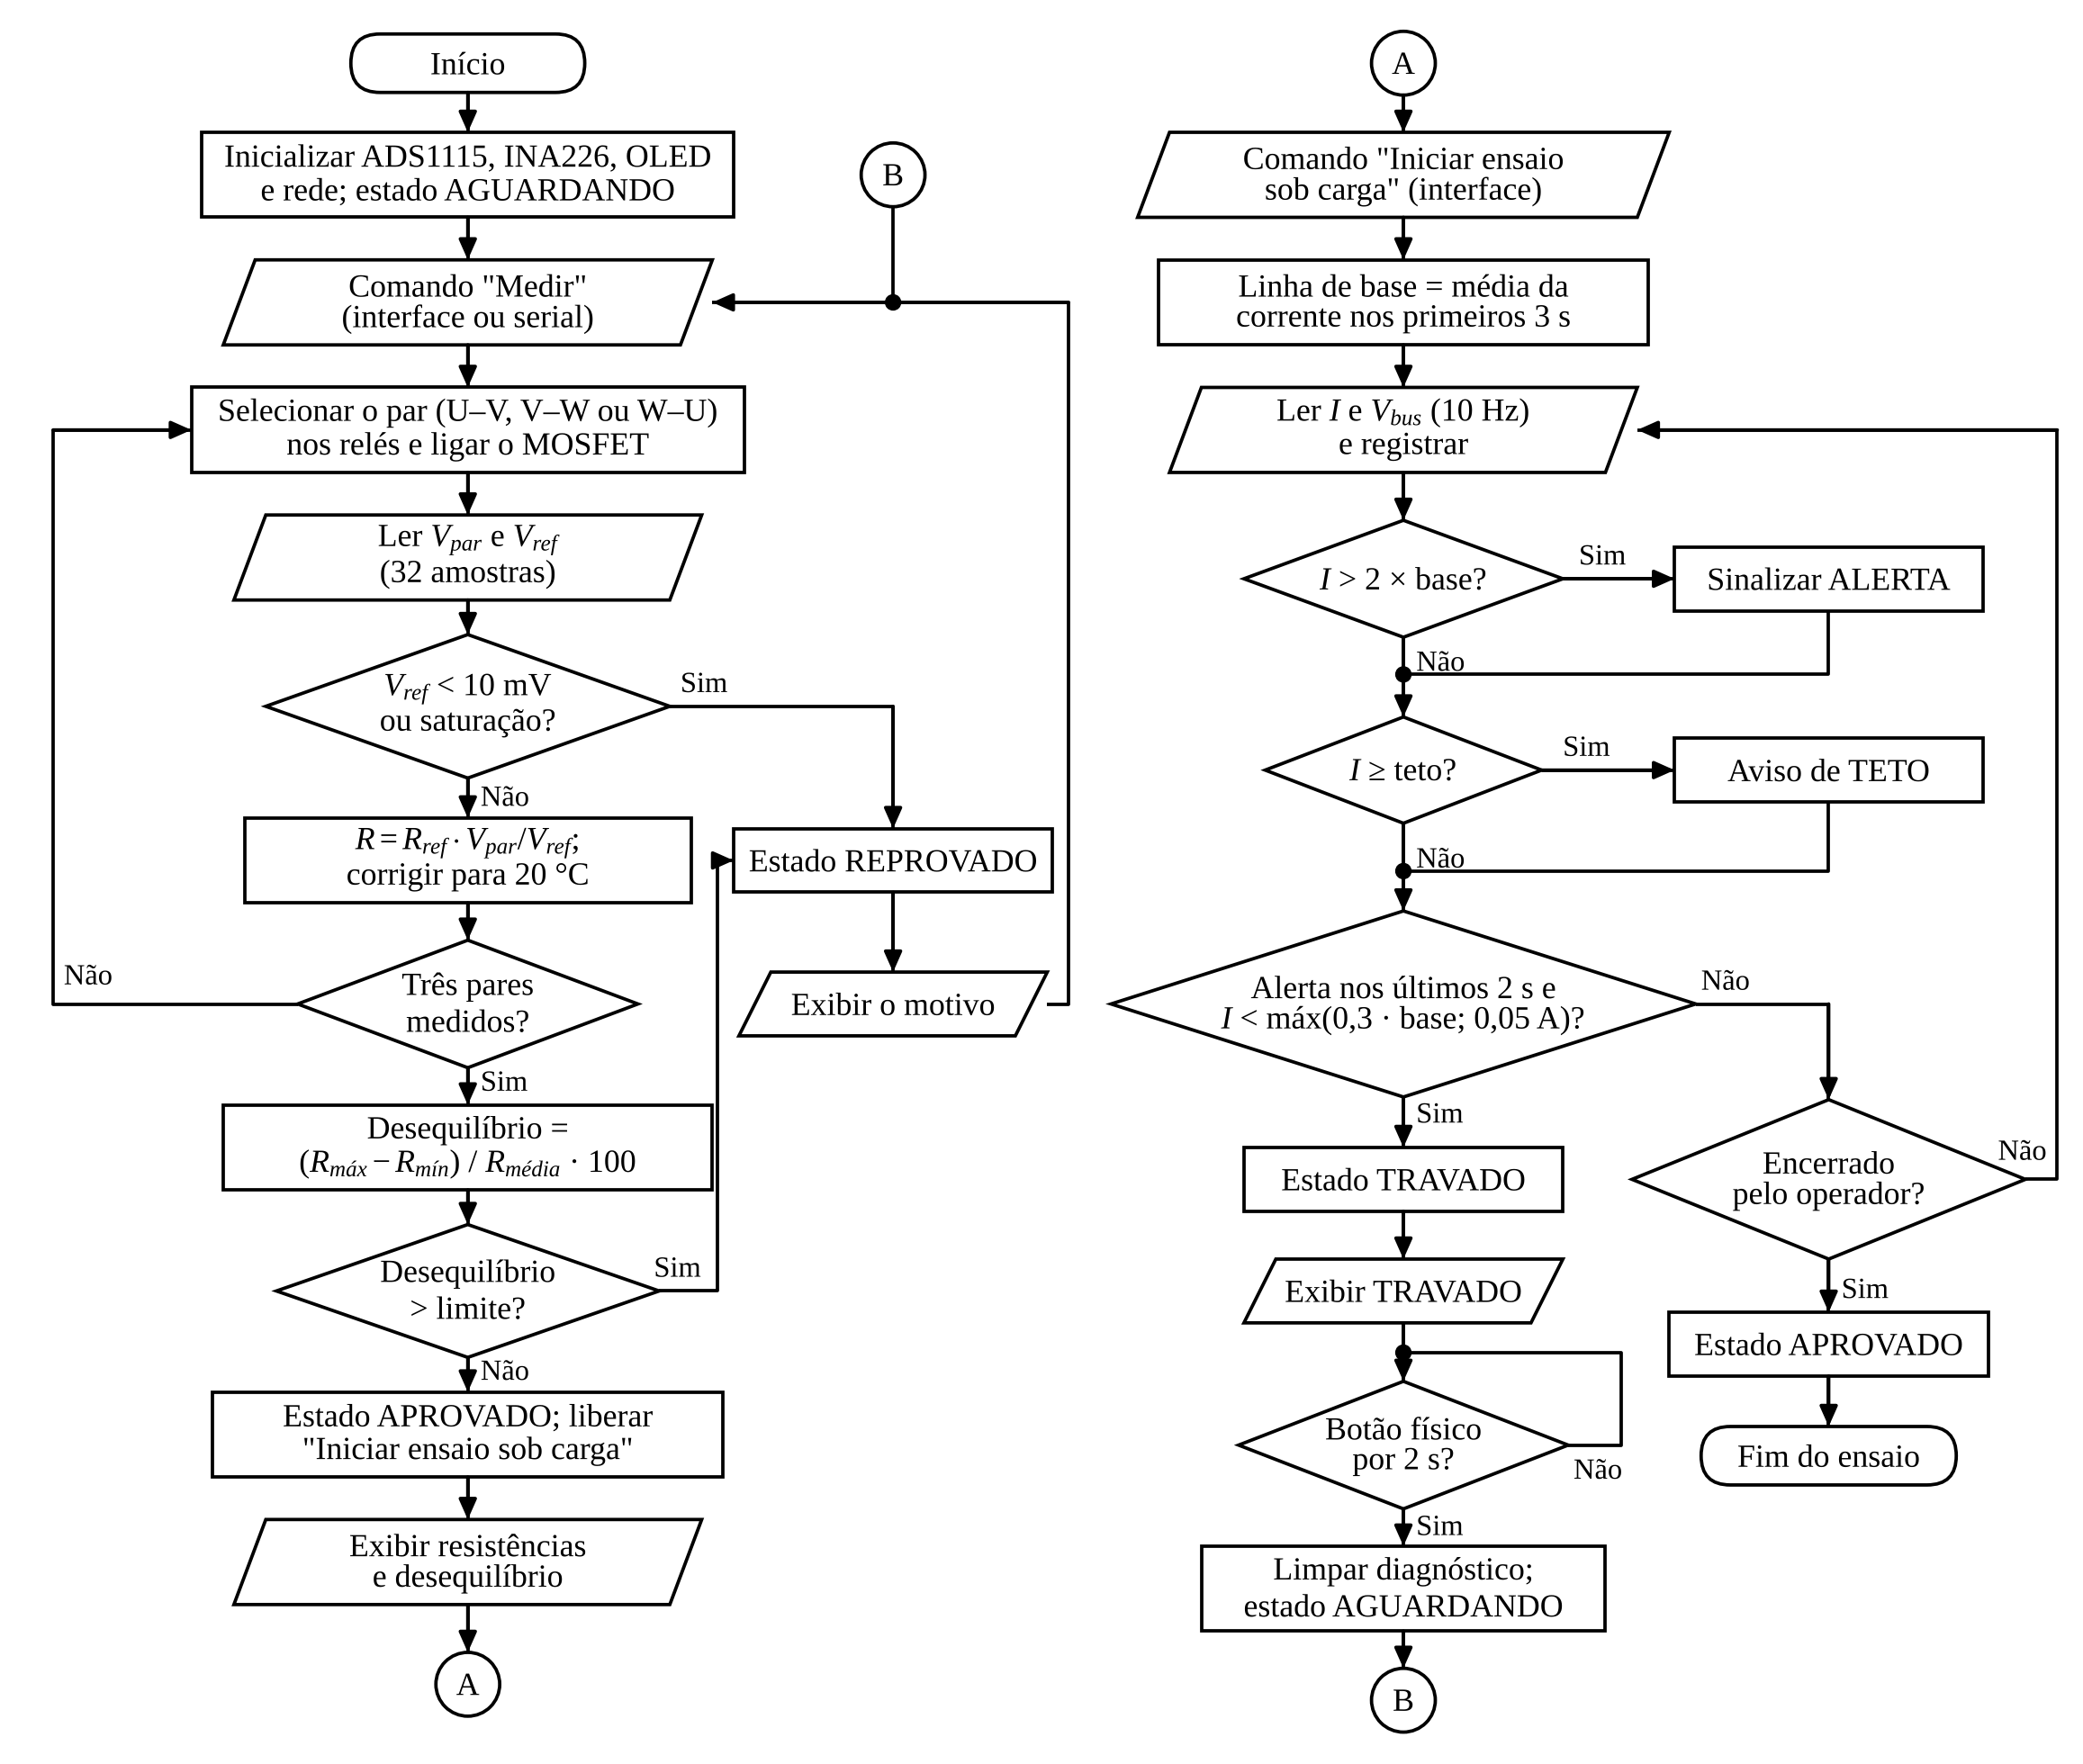 Início
Inicializar ADS1115, INA226, OLED
e rede; estado AGUARDANDO
Comando "Medir"
(interface ou serial)
Selecionar o par (U–V, V–W ou W–U)
nos relés e ligar o MOSFET
Ler Vpar e Vref
(32 amostras)
Vref < 10 mV
ou saturação?
Sim
Não
R = Rref · Vpar/Vref;
corrigir para 20 °C
Três pares
medidos?
Não
Sim
Desequilíbrio =
(Rmáx – Rmín) / Rmédia · 100
Desequilíbrio
> limite?
Sim
Não
Estado APROVADO; liberar
"Iniciar ensaio sob carga"
Exibir resistências
e desequilíbrio
A
B
Estado REPROVADO
Exibir o motivo
A
Comando "Iniciar ensaio
sob carga" (interface)
Linha de base = média da
corrente nos primeiros 3 s
Ler I e Vbus (10 Hz)
e registrar
I > 2 × base?
Sim
Sinalizar ALERTA
Não
I ≥ teto?
Sim
Aviso de TETO
Não
Alerta nos últimos 2 s e
I < máx(0,3 · base; 0,05 A)?
Não
Sim
Estado TRAVADO
Exibir TRAVADO
Botão físico
por 2 s?
Não
Sim
Limpar diagnóstico;
estado AGUARDANDO
B
Encerrado
pelo operador?
Não
Sim
Estado APROVADO
Fim do ensaio